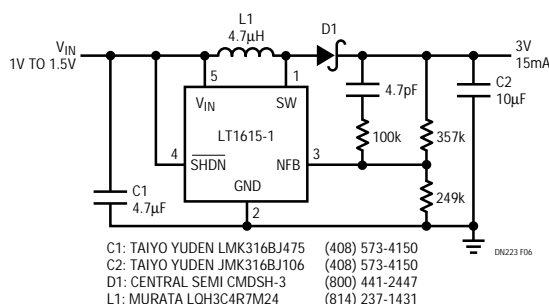 L1
4.7µH
D1
VIN
1V TO 1.5V
3V
15mA
5
1
VIN
SW
4.7pF
C2
10µF
LT1615-1
100k
357k
4
SHDN
NFB
3
GND
249k
C1
4.7µF
2
C1: TAIYO YUDEN LMK316BJ475 (408) 573-4150
C2: TAIYO YUDEN JMK316BJ106 (408) 573-4150
D1: CENTRAL SEMI CMDSH-3 (800) 441-2447
L1: MURATA LQH3C4R7M24 (814) 237-1431
DN223 F06